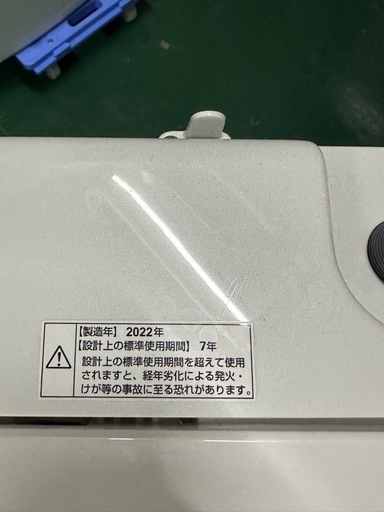 【製造年】 2022年
【設計上の標準使用期間】 7年
設計上の標準使用期間を超えて使用
されますと、経年劣化による発火・
けが等の事故に至る恐れがあります。